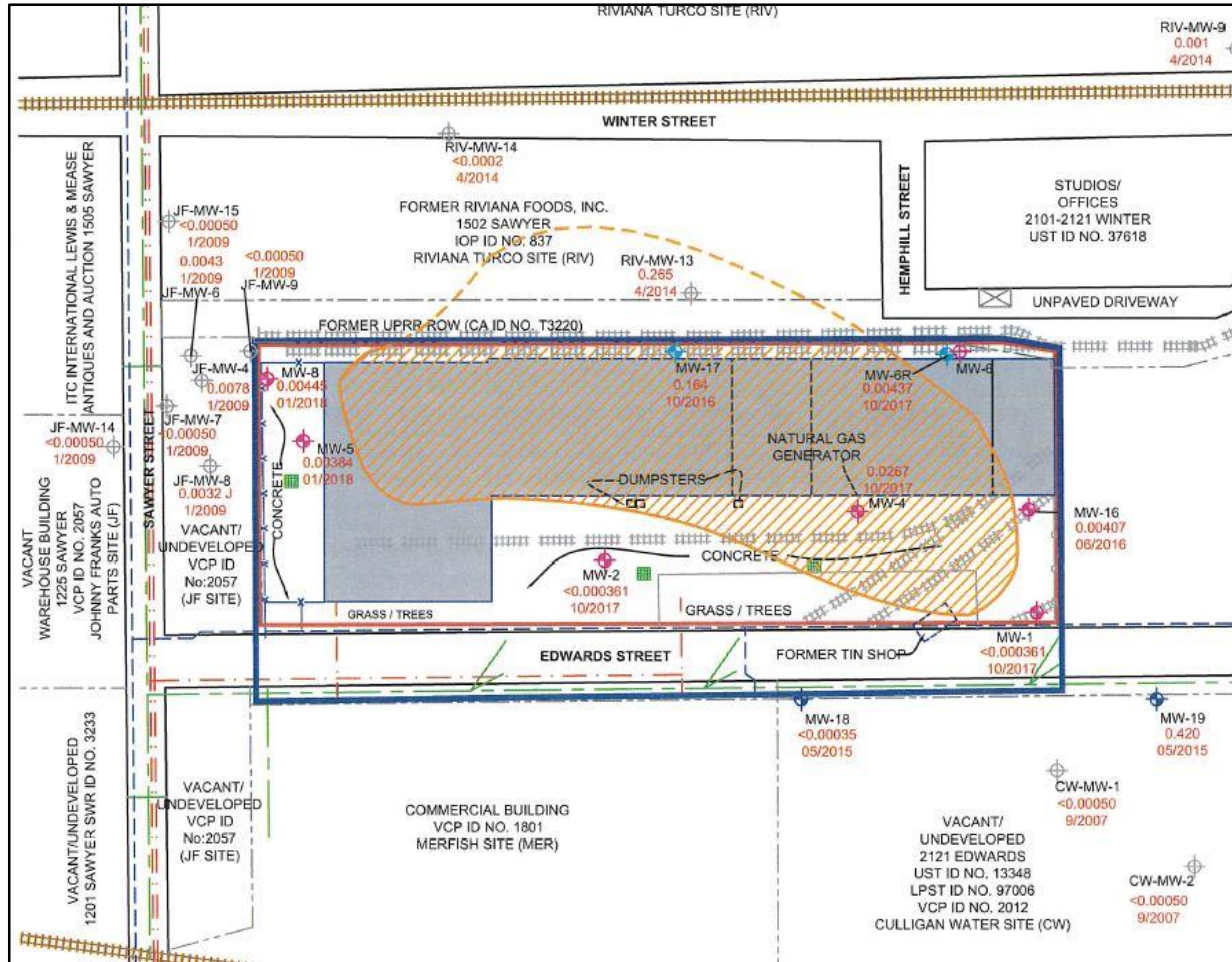 RIVIANA TURCO SITE (RIV)
RIV-MW-9
0.001
4/2014
WINTER STREET
RIV-MW-14
<0.0002
4/2014
HEMPHILL STREET
STUDIOS/
OFFICES
2101-2121 WINTER
UST ID NO. 37618
UNPAVED DRIVEWAY
ITC INTERNATIONAL LEWIS & MEASE
ANTIQUES AND AUCTION 1505 SAWYER
JF-MW-15
<0.00050
1/2009
0.0043
1/2009
JF-MW-6
<0.00050
1/2009
JF-MW-9
FORMER RIVIANA FOODS, INC.
1502 SAWYER
IOP ID NO. 837
RIVIANA TURCO SITE (RIV)
RIV-MW-13
0.265
4/2014
FORMER UPRR ROW (CA ID NO. T3220)
JF-MW-4
0.0078
1/2009
JF-MW-7
<0.00050
1/2009
JF-MW-14
<0.00050
1/2009
JF-MW-8
0.0032 J
1/2009
SAWYER STREET
MW-8
0.00445
01/2018
MW-5
0.00384
01/2018
CONCRETE
MW-17
0.164
10/2016
MW-6R
0.00437
10/2017
MW-6
NATURAL GAS
GENERATOR
0.0267
10/2017
MW-4
DUMPSTERS
MW-16
0.00407
06/2016
CONCRETE
MW-2
<0.000361
10/2017
GRASS / TREES
GRASS / TREES
MW-1
<0.000361
10/2017
VACANT/
UNDEVELOPED
VCP ID
No:2057
(JF SITE)
VACANT
WAREHOUSE BUILDING
1225 SAWYER
VCP ID NO. 2057
JOHNNY FRANKS AUTO
PARTS SITE (JF)
EDWARDS STREET
FORMER TIN SHOP
MW-18
<0.00035
05/2015
MW-19
0.420
05/2015
VACANT/UNDEVELOPED
1201 SAWYER SWR ID NO. 3233
VACANT/
UNDEVELOPED
VCP ID
No:2057
(JF SITE)
COMMERCIAL BUILDING
VCP ID NO. 1801
MERFISH SITE (MER)
CW-MW-1
<0.00050
9/2007
VACANT/
UNDEVELOPED
2121 EDWARDS
UST ID NO. 13348
LPST ID NO. 97006
VCP ID NO. 2012
CULLIGAN WATER SITE (CW)
CW-MW-2
<0.00050
9/2007